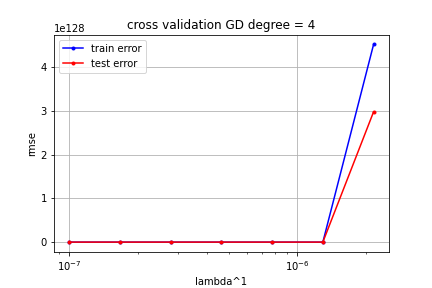 cross validation GD degree = 4
1e128
train error
test error
4
3
2
1
0
rmse
10⁻⁷
10⁻⁶
lambda^1